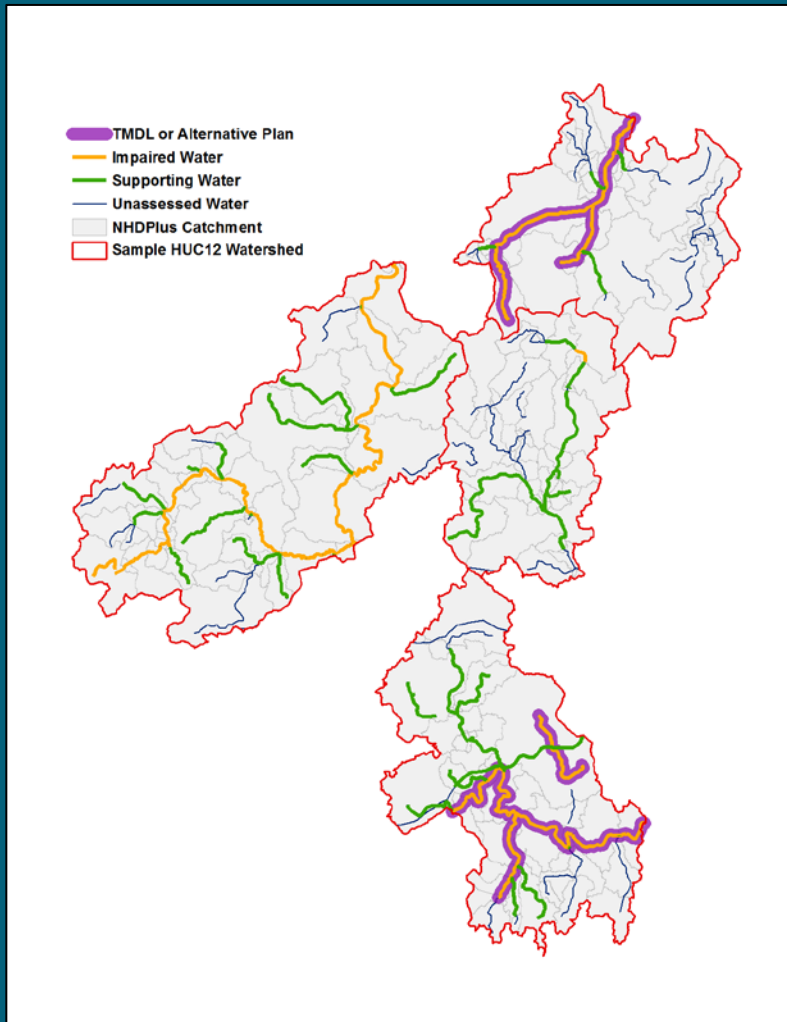 TMDL or Alternative Plan
Impaired Water
Supporting Water
Unassessed Water
NHDPlus Catchment
Sample HUC12 Watershed